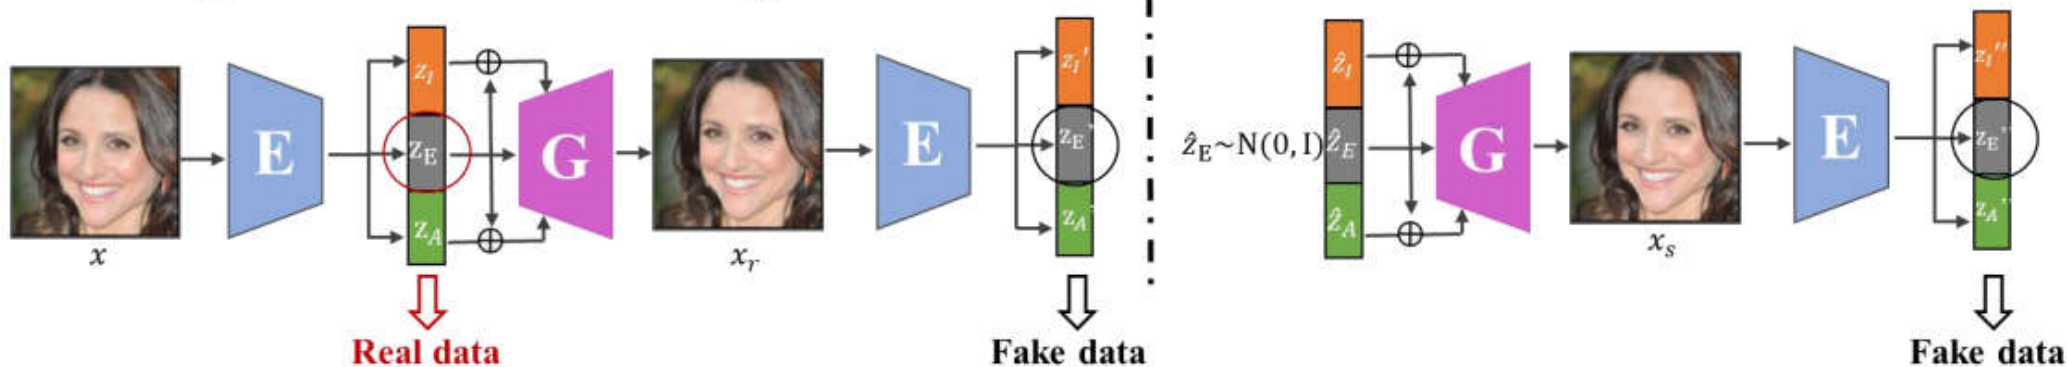 x
E
z_I
z_E
z_A
G
x_r
E
z_I'
z_E'
z_A'
Real data
Fake data
ẑ_E~N(0, I)
ẑ_I
ẑ_E
ẑ_A
G
x_s
E
z_I''
z_E''
z_A''
Fake data